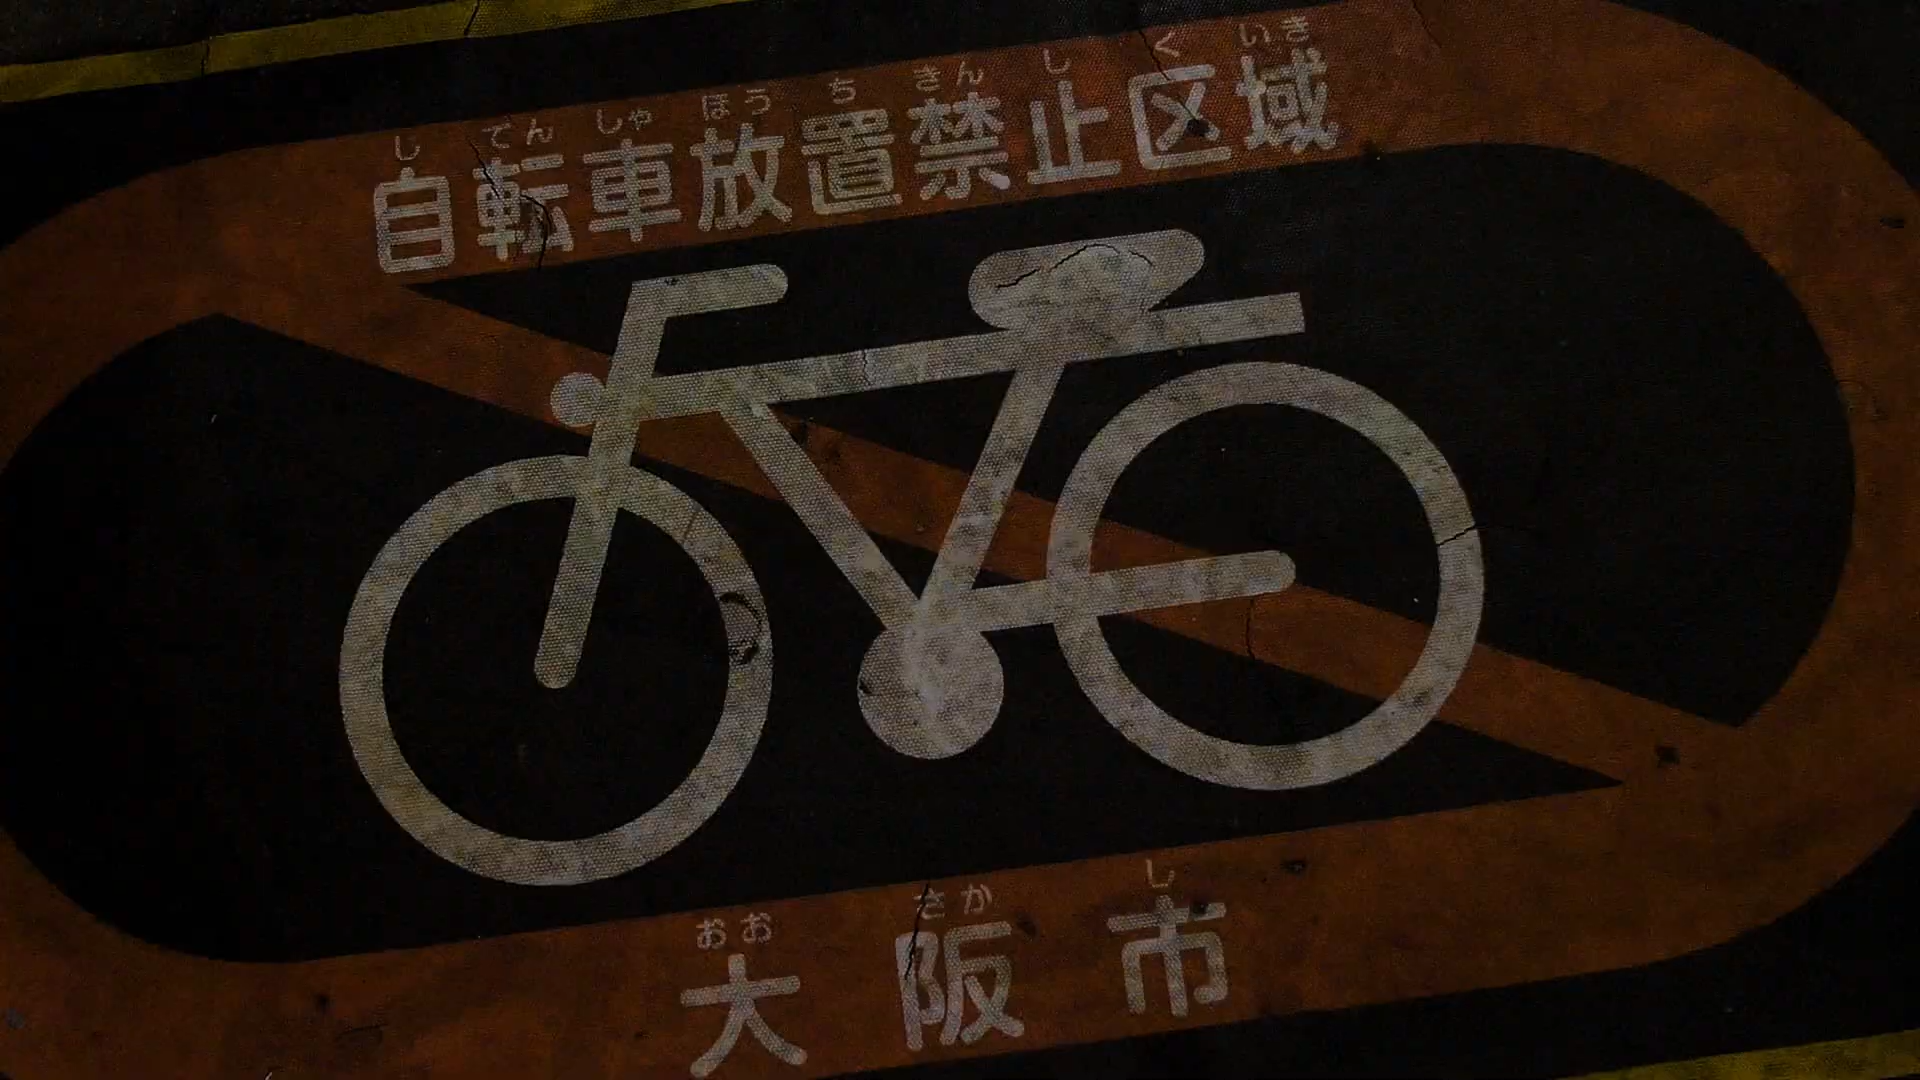 じてんしゃほうちきんしくいき
自転車放置禁止区域
おおさかし
大阪市